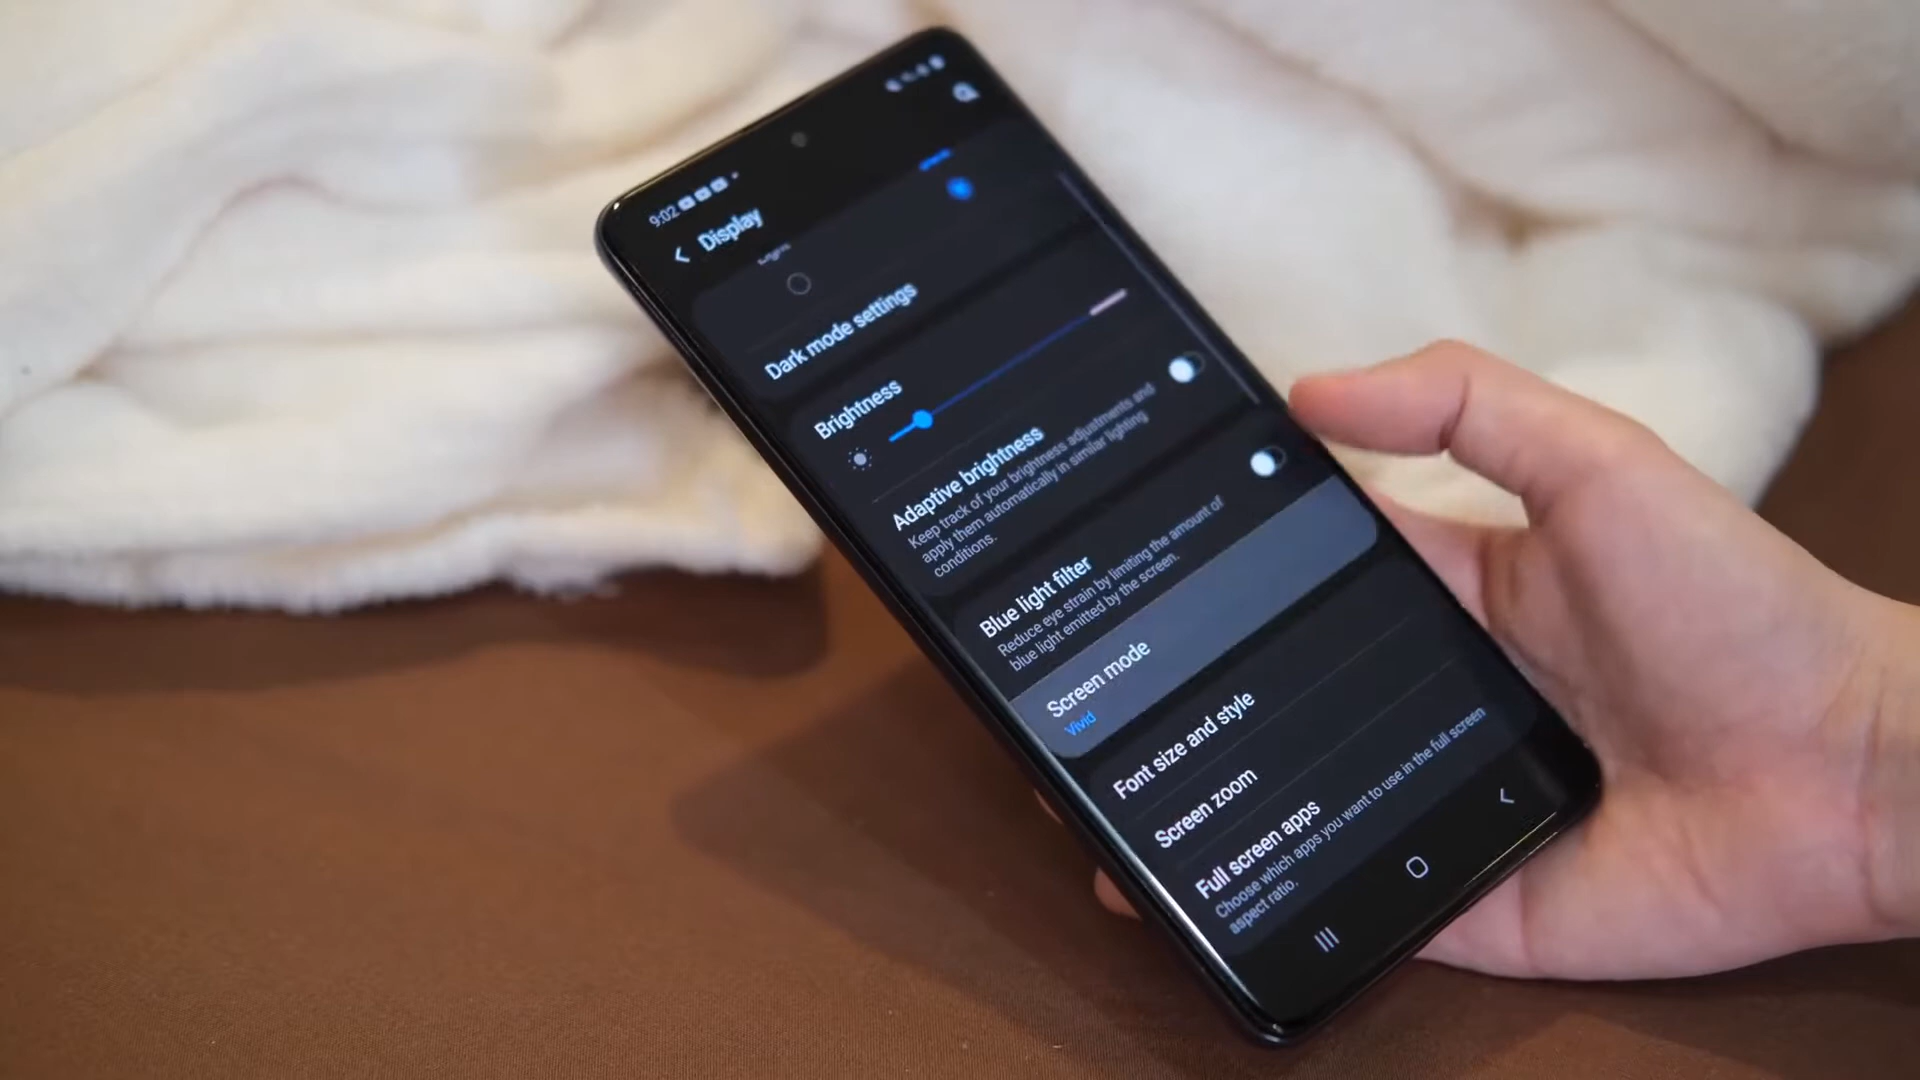 9:02
Display
Dark mode settings
Brightness
Adaptive brightness
Keep track of your brightness adjustments and
apply them automatically in similar lighting
conditions.
Blue light filter
Reduce eye strain by limiting the amount of
blue light emitted by the screen.
Screen mode
Vivid
Font size and style
Screen zoom
Full screen apps
Choose which apps you want to use in the full screen
aspect ratio.